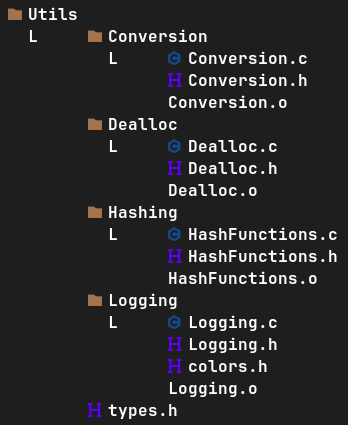 Utils
L Conversion
L Conversion.c
Conversion.h
Conversion.o
Dealloc
L Dealloc.c
Dealloc.h
Dealloc.o
Hashing
L HashFunctions.c
HashFunctions.h
HashFunctions.o
Logging
L Logging.c
Logging.h
colors.h
Logging.o
types.h